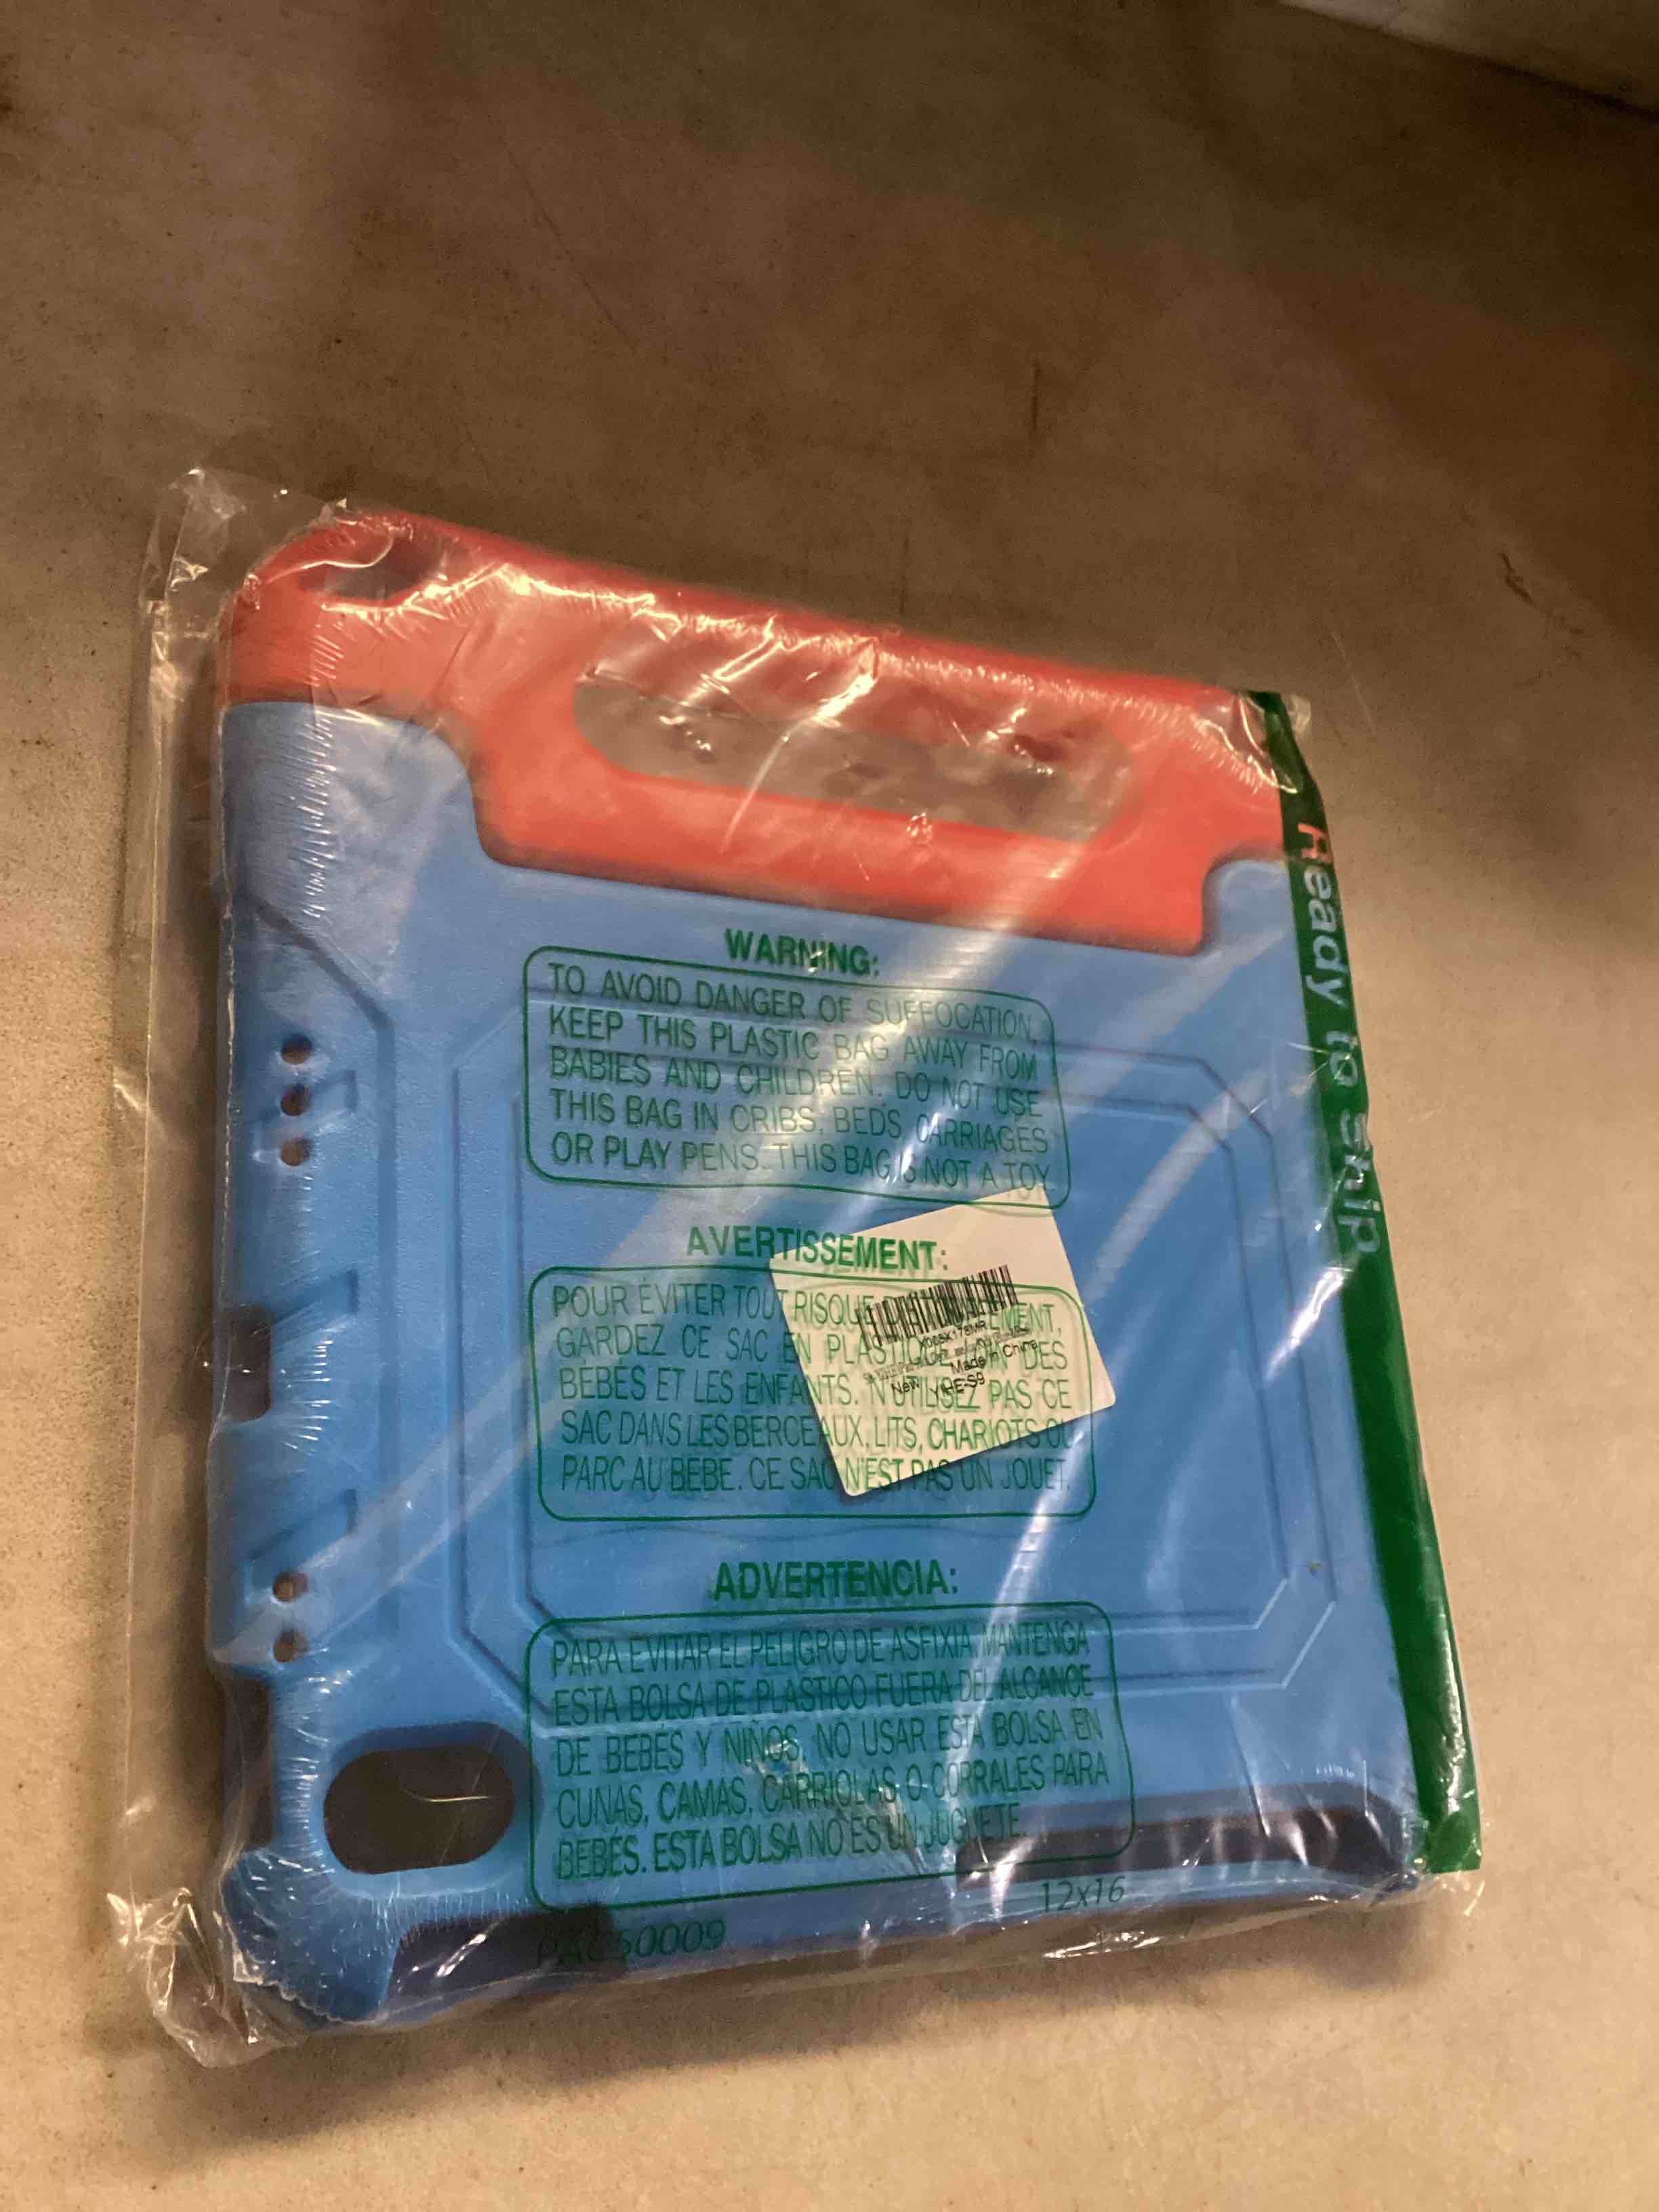 Ready to Ship
WARNING:
TO AVOID DANGER OF SUFFOCATION,
KEEP THIS PLASTIC BAG AWAY FROM
BABIES AND CHILDREN. DO NOT USE
THIS BAG IN CRIBS, BEDS, CARRIAGES
OR PLAY PENS. THIS BAG IS NOT A TOY.
AVERTISSEMENT:
POUR ÉVITER TOUT RISQUE
GARDEZ CE SAC EN PLASTIQUE DES
BÉBÉS ET LES ENFANTS. N'UTILISEZ PAS CE
SAC DANS LES BERCEAUX, LITS, CHARIOTS OU
PARC AU BÉBÉ. CE SAC N'EST PAS UN JOUET.
Made in China
New
ADVERTENCIA:
PARA EVITAR EL PELIGRO DE ASFIXIA, MANTENGA
ESTA BOLSA DE PLASTICO FUERA DEL ALCANCE
DE BEBÉS Y NIÑOS. NO USAR ESTA BOLSA EN
CUNAS, CAMAS, CARRIOLAS O CORRALES PARA
BEBÉS. ESTA BOLSA NO ES UN JUGUETE.
12x16